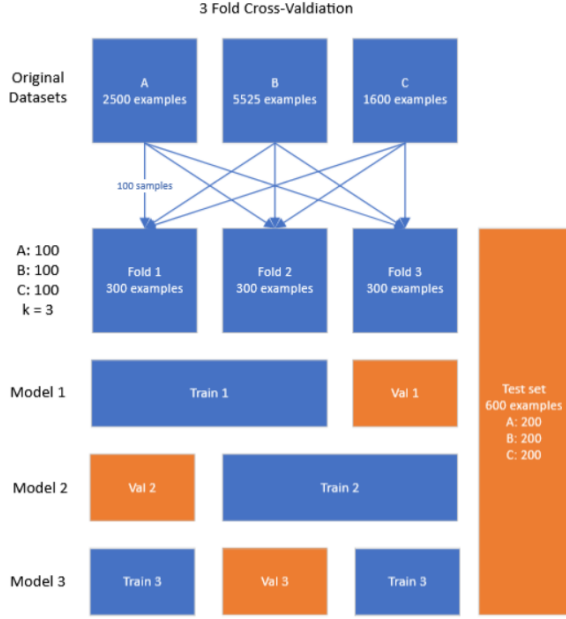 3 Fold Cross-Valdiation
Original
Datasets
A
2500 examples
B
5525 examples
C
1600 examples
100 samples
A: 100
B: 100
C: 100
k = 3
Fold 1
300 examples
Fold 2
300 examples
Fold 3
300 examples
Model 1
Train 1
Val 1
Test set
600 examples
A: 200
B: 200
C: 200
Model 2
Val 2
Train 2
Model 3
Train 3
Val 3
Train 3